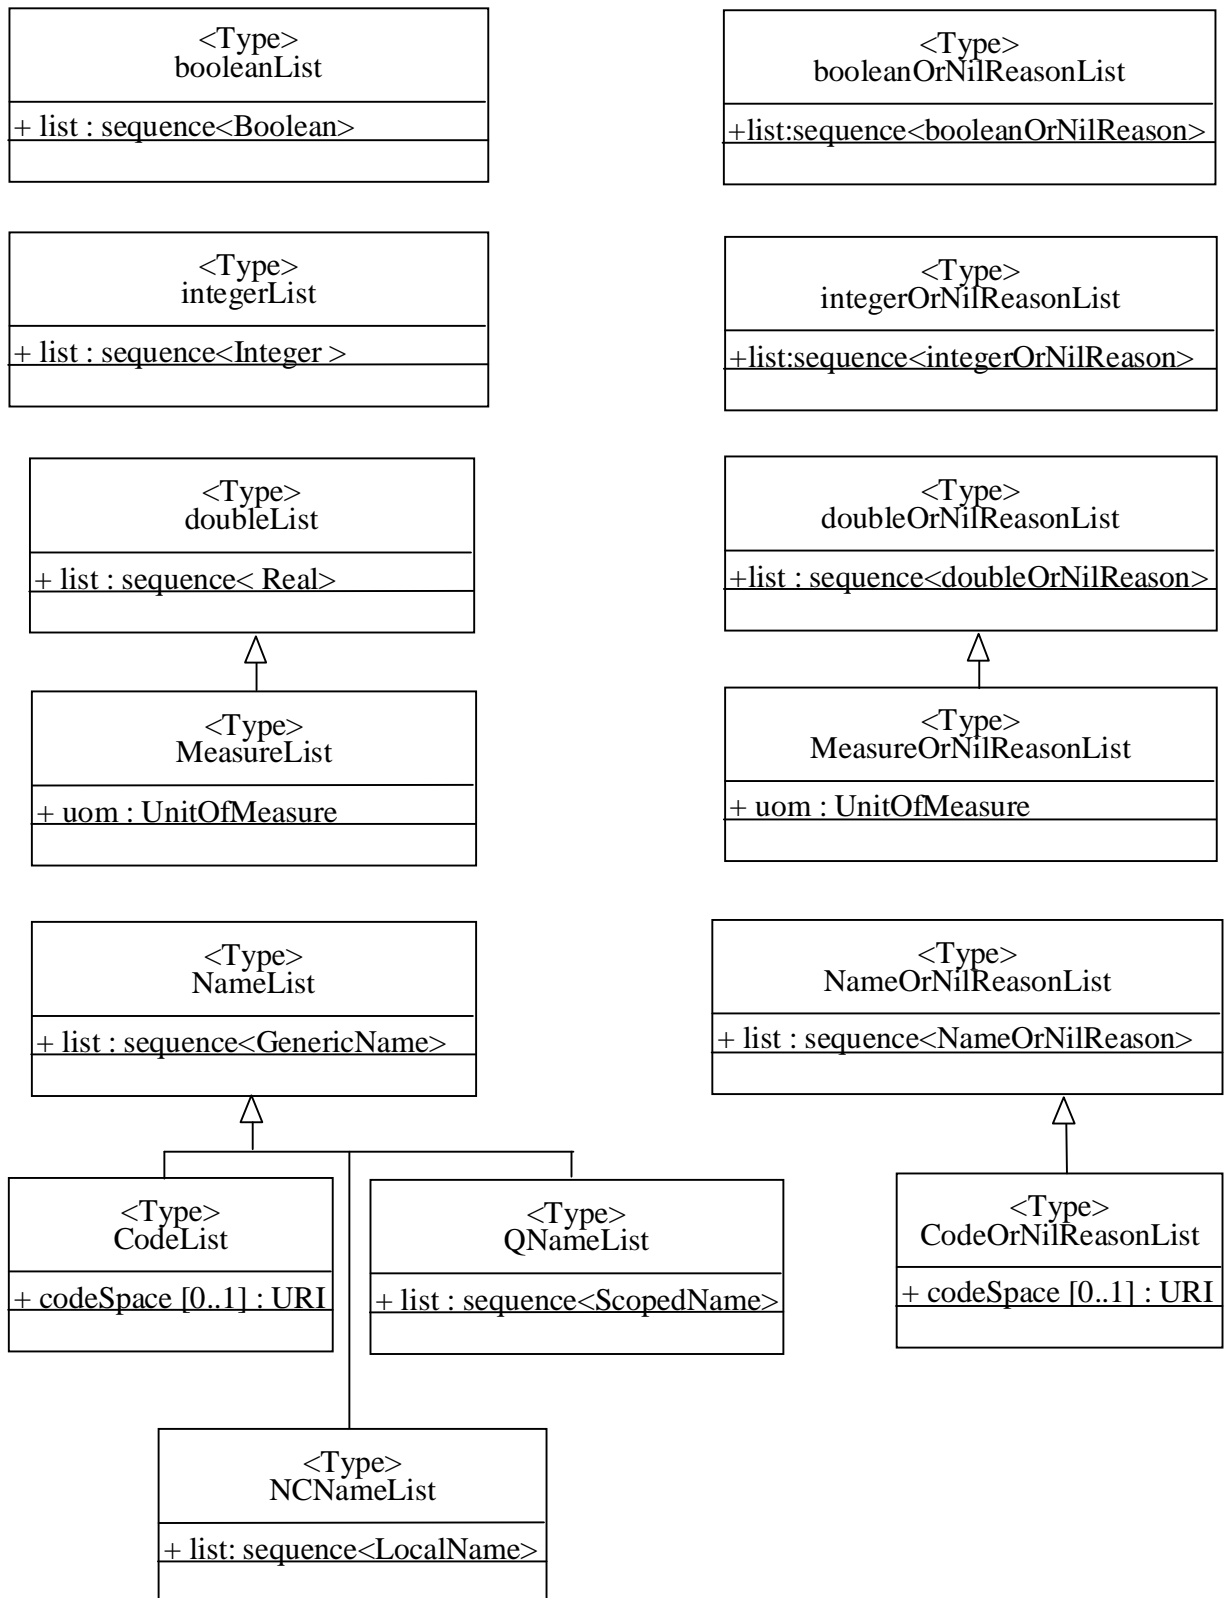 <Type>
booleanList
+ list : sequence<Boolean>
<Type>
booleanOrNilReasonList
+list:sequence<booleanOrNilReason>
<Type>
integerList
+ list : sequence<Integer >
<Type>
integerOrNilReasonList
+list:sequence<integerOrNilReason>
<Type>
doubleList
+ list : sequence< Real>
<Type>
doubleOrNilReasonList
+list : sequence<doubleOrNilReason>
<Type>
MeasureList
+ uom : UnitOfMeasure
<Type>
MeasureOrNilReasonList
+ uom : UnitOfMeasure
<Type>
NameList
+ list : sequence<GenericName>
<Type>
NameOrNilReasonList
+ list : sequence<NameOrNilReason>
<Type>
CodeList
+ codeSpace [0..1] : URI
<Type>
QNameList
+ list : sequence<ScopedName>
<Type>
CodeOrNilReasonList
+ codeSpace [0..1] : URI
<Type>
NCNameList
+ list: sequence<LocalName>